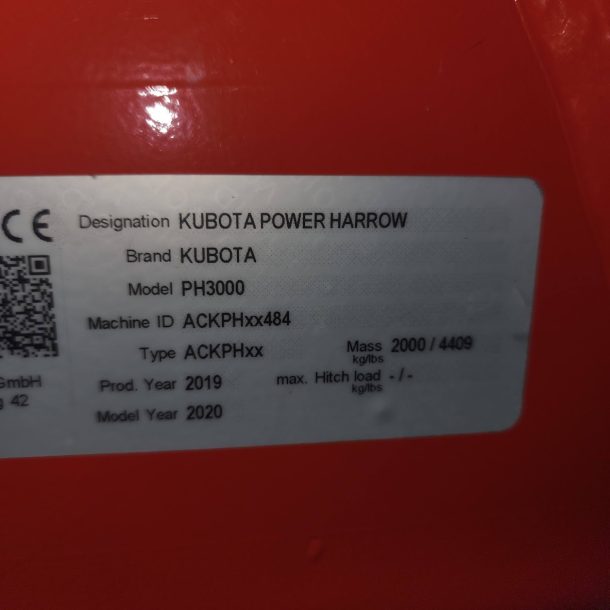 CE
Designation KUBOTA POWER HARROW
Brand KUBOTA
Model PH3000
Machine ID ACKPHxx484
Type ACKPHxx Mass 2000 / 4409
kg/lbs
GmbH Prod. Year 2019 max. Hitch load - / -
kg/lbs
42 Model Year 2020